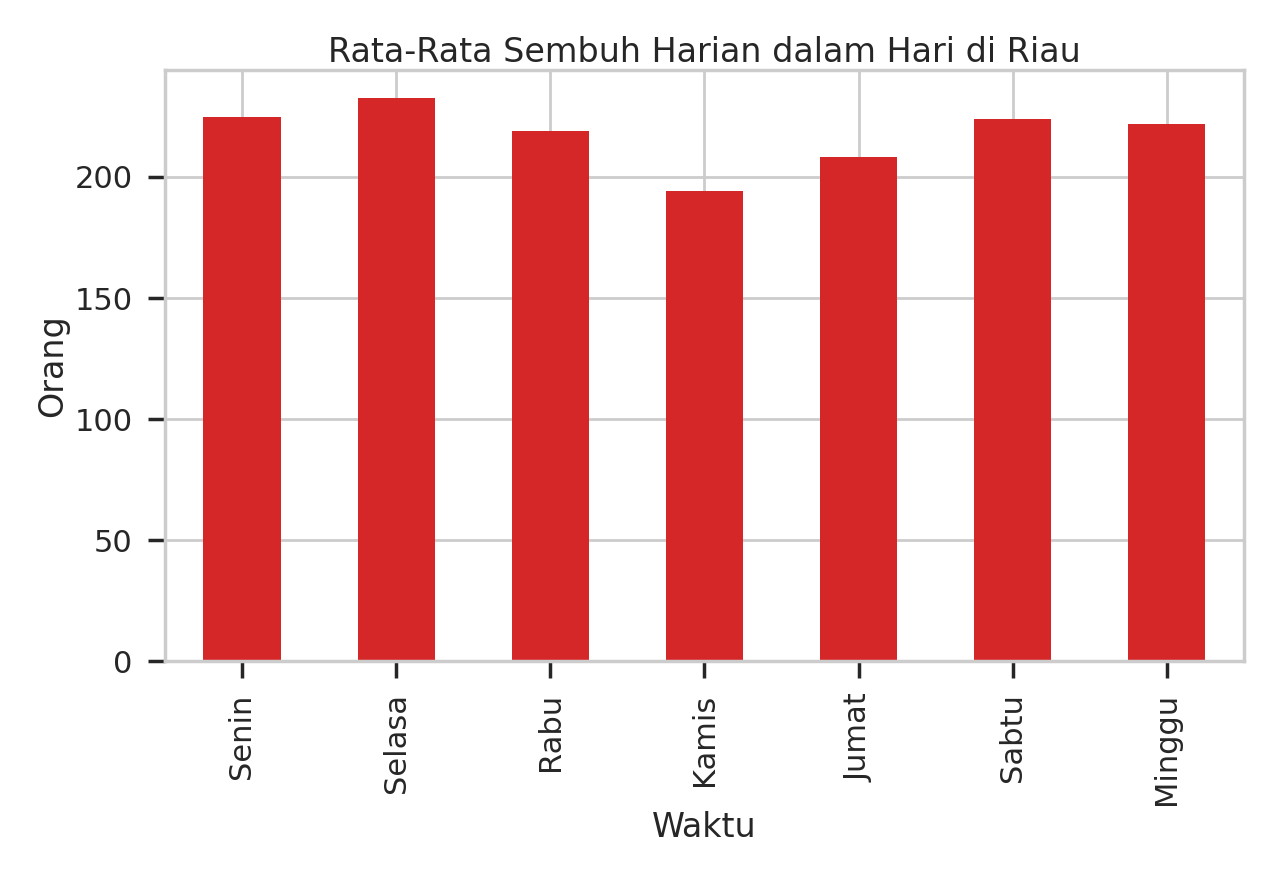 Rata-Rata Sembuh Harian dalam Hari di Riau
Orang
200
150
100
50
0
Senin
Selasa
Rabu
Kamis
Jumat
Sabtu
Minggu
Waktu